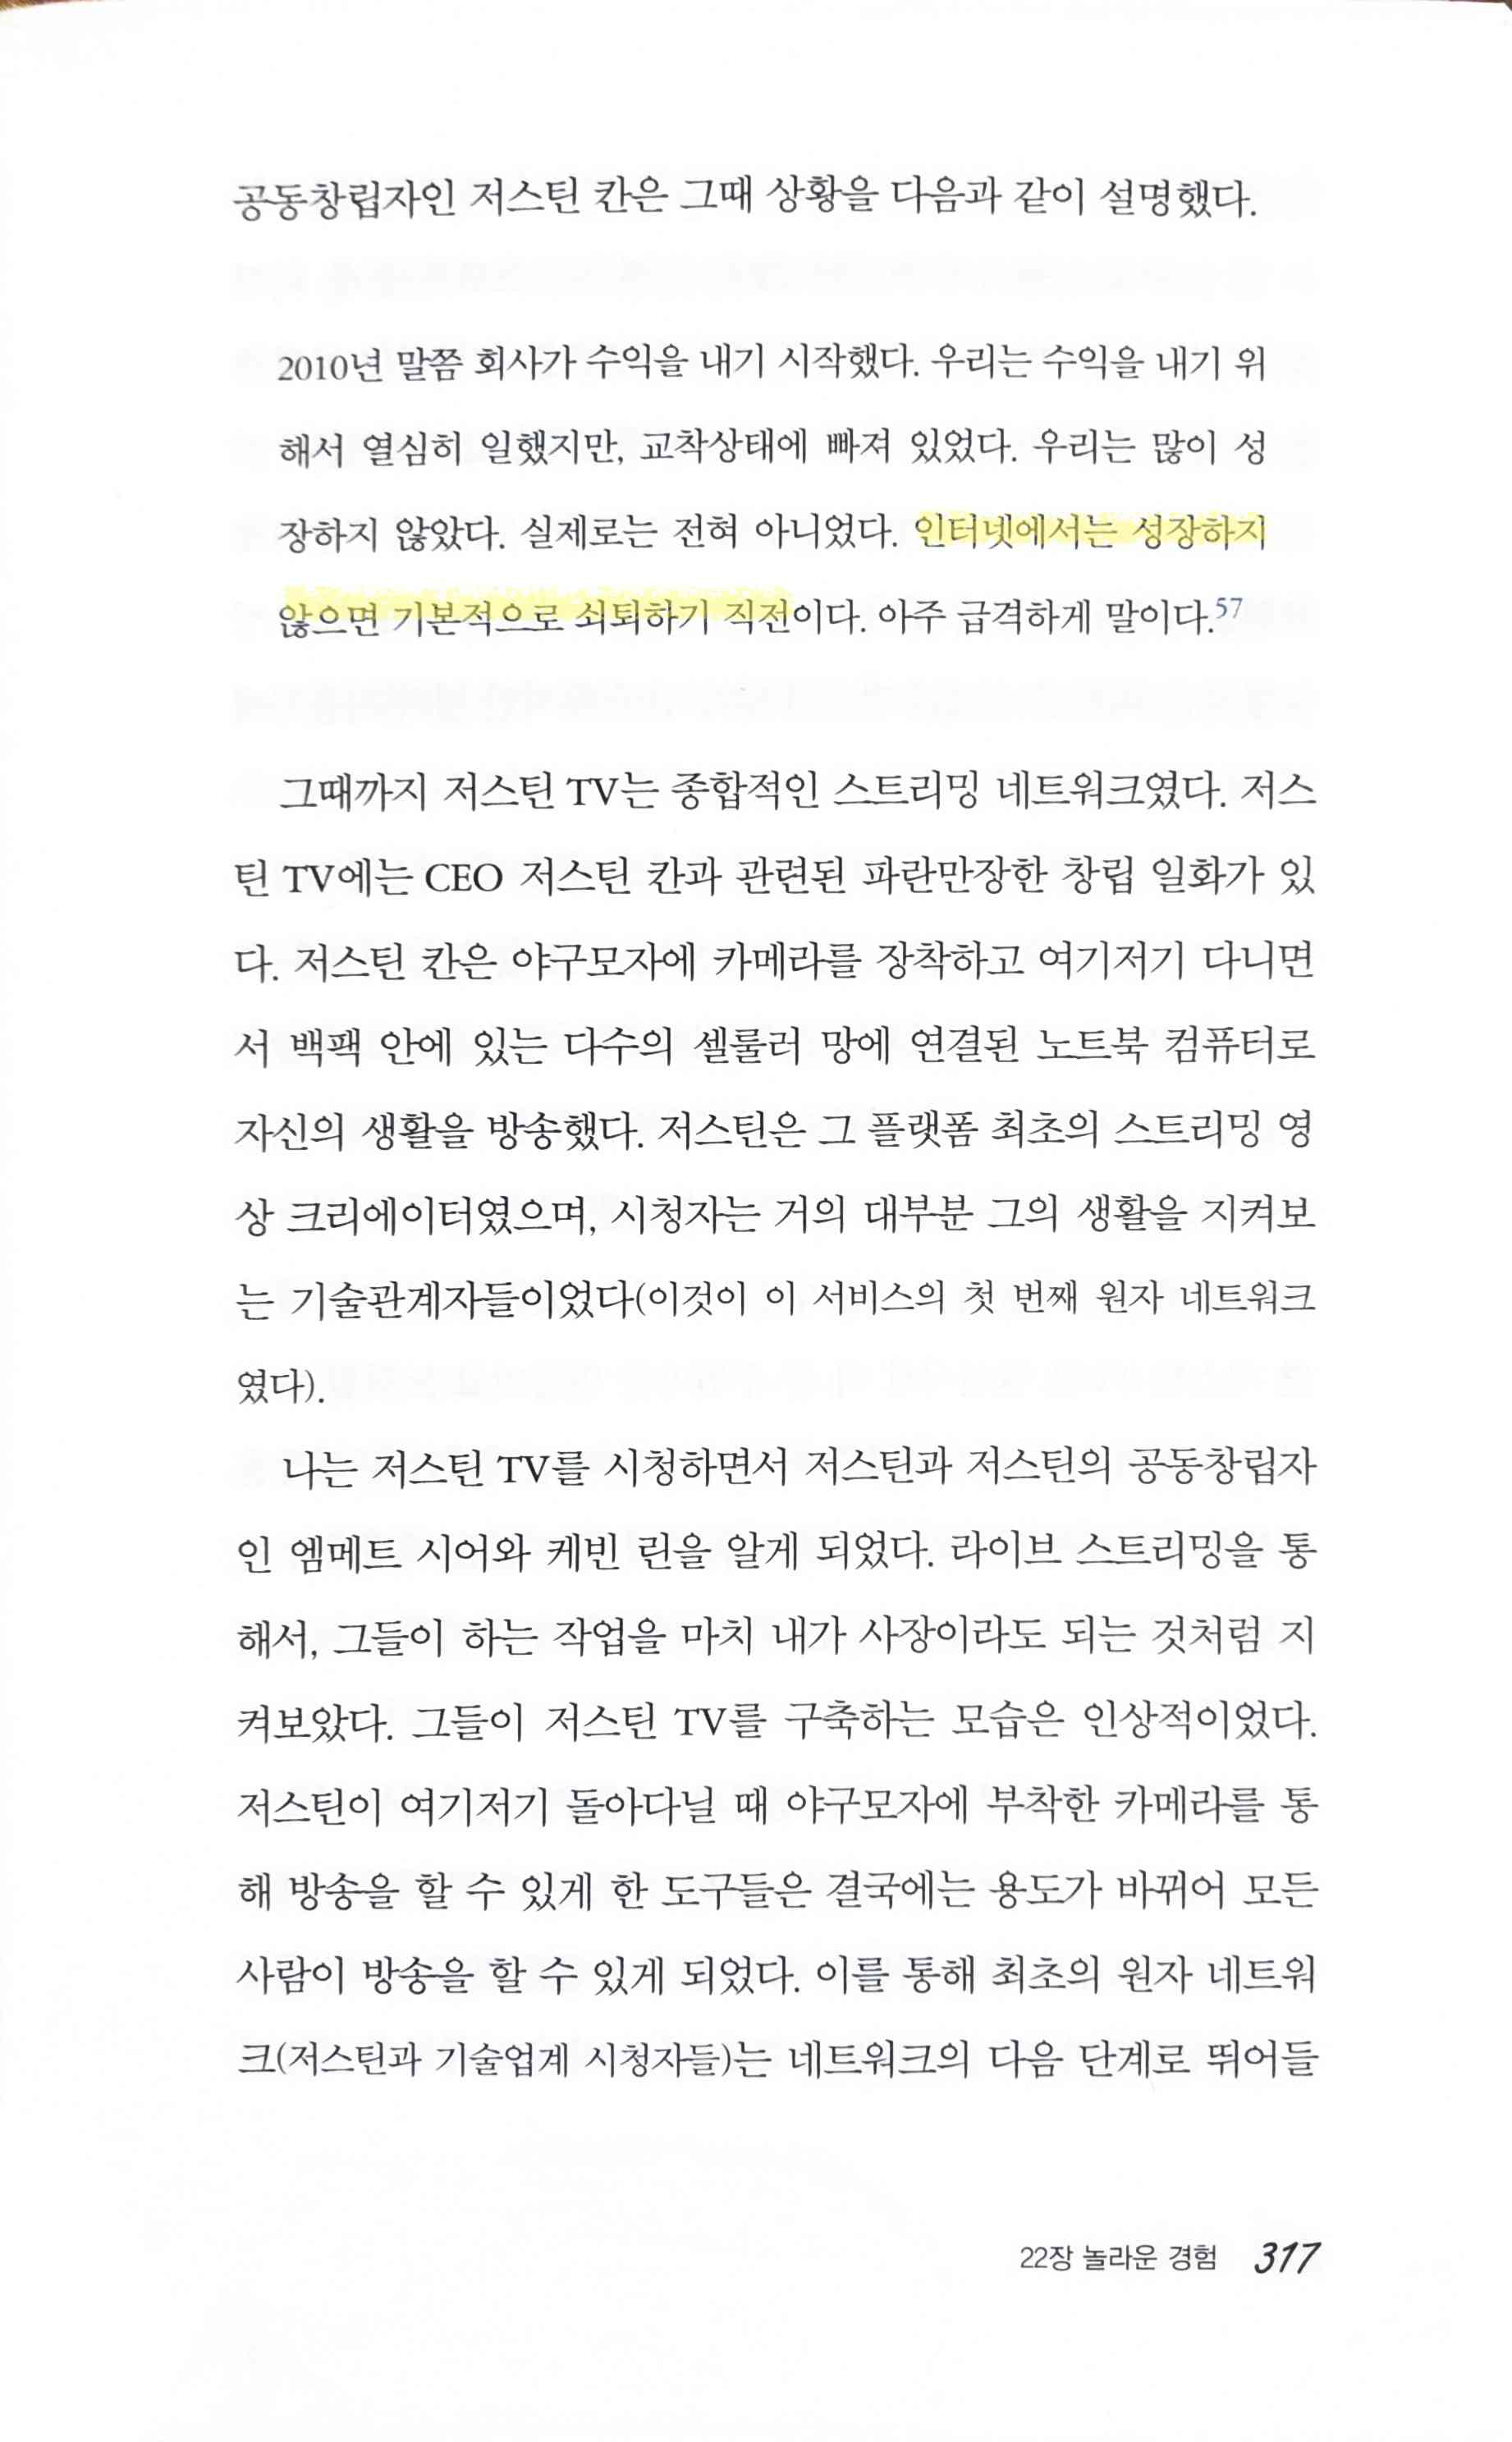 공동창립자인 저스틴 칸은 그때 상황을 다음과 같이 설명했다.
2010년 말쯤 회사가 수익을 내기 시작했다. 우리는 수익을 내기 위
해서 열심히 일했지만, 교착상태에 빠져 있었다. 우리는 많이 성
장하지 않았다. 실제로는 전혀 아니었다. 인터넷에서는 성장하지
않으면 기본적으로 쇠퇴하기 직전이다. 아주 급격하게 말이다.57
그때까지 저스틴 TV는 종합적인 스트리밍 네트워크였다. 저스
틴 TV에는 CEO 저스틴 칸과 관련된 파란만장한 창립 일화가 있
다. 저스틴 칸은 야구모자에 카메라를 장착하고 여기저기 다니면
서 백팩 안에 있는 다수의 셀룰러 망에 연결된 노트북 컴퓨터로
자신의 생활을 방송했다. 저스틴은 그 플랫폼 최초의 스트리밍 영
상 크리에이터였으며, 시청자는 거의 대부분 그의 생활을 지켜보
는 기술관계자들이었다(이것이 이 서비스의 첫 번째 원자 네트워크
였다).
나는 저스틴 TV를 시청하면서 저스틴과 저스틴의 공동창립자
인 엠메트 시어와 케빈 린을 알게 되었다. 라이브 스트리밍을 통
해서, 그들이 하는 작업을 마치 내가 사장이라도 되는 것처럼 지
켜보았다. 그들이 저스틴 TV를 구축하는 모습은 인상적이었다.
저스틴이 여기저기 돌아다닐 때 야구모자에 부착한 카메라를 통
해 방송을 할 수 있게 한 도구들은 결국에는 용도가 바뀌어 모든
사람이 방송을 할 수 있게 되었다. 이를 통해 최초의 원자 네트워
크(저스틴과 기술업계 시청자들)는 네트워크의 다음 단계로 뛰어들
22장 놀라운 경험 317